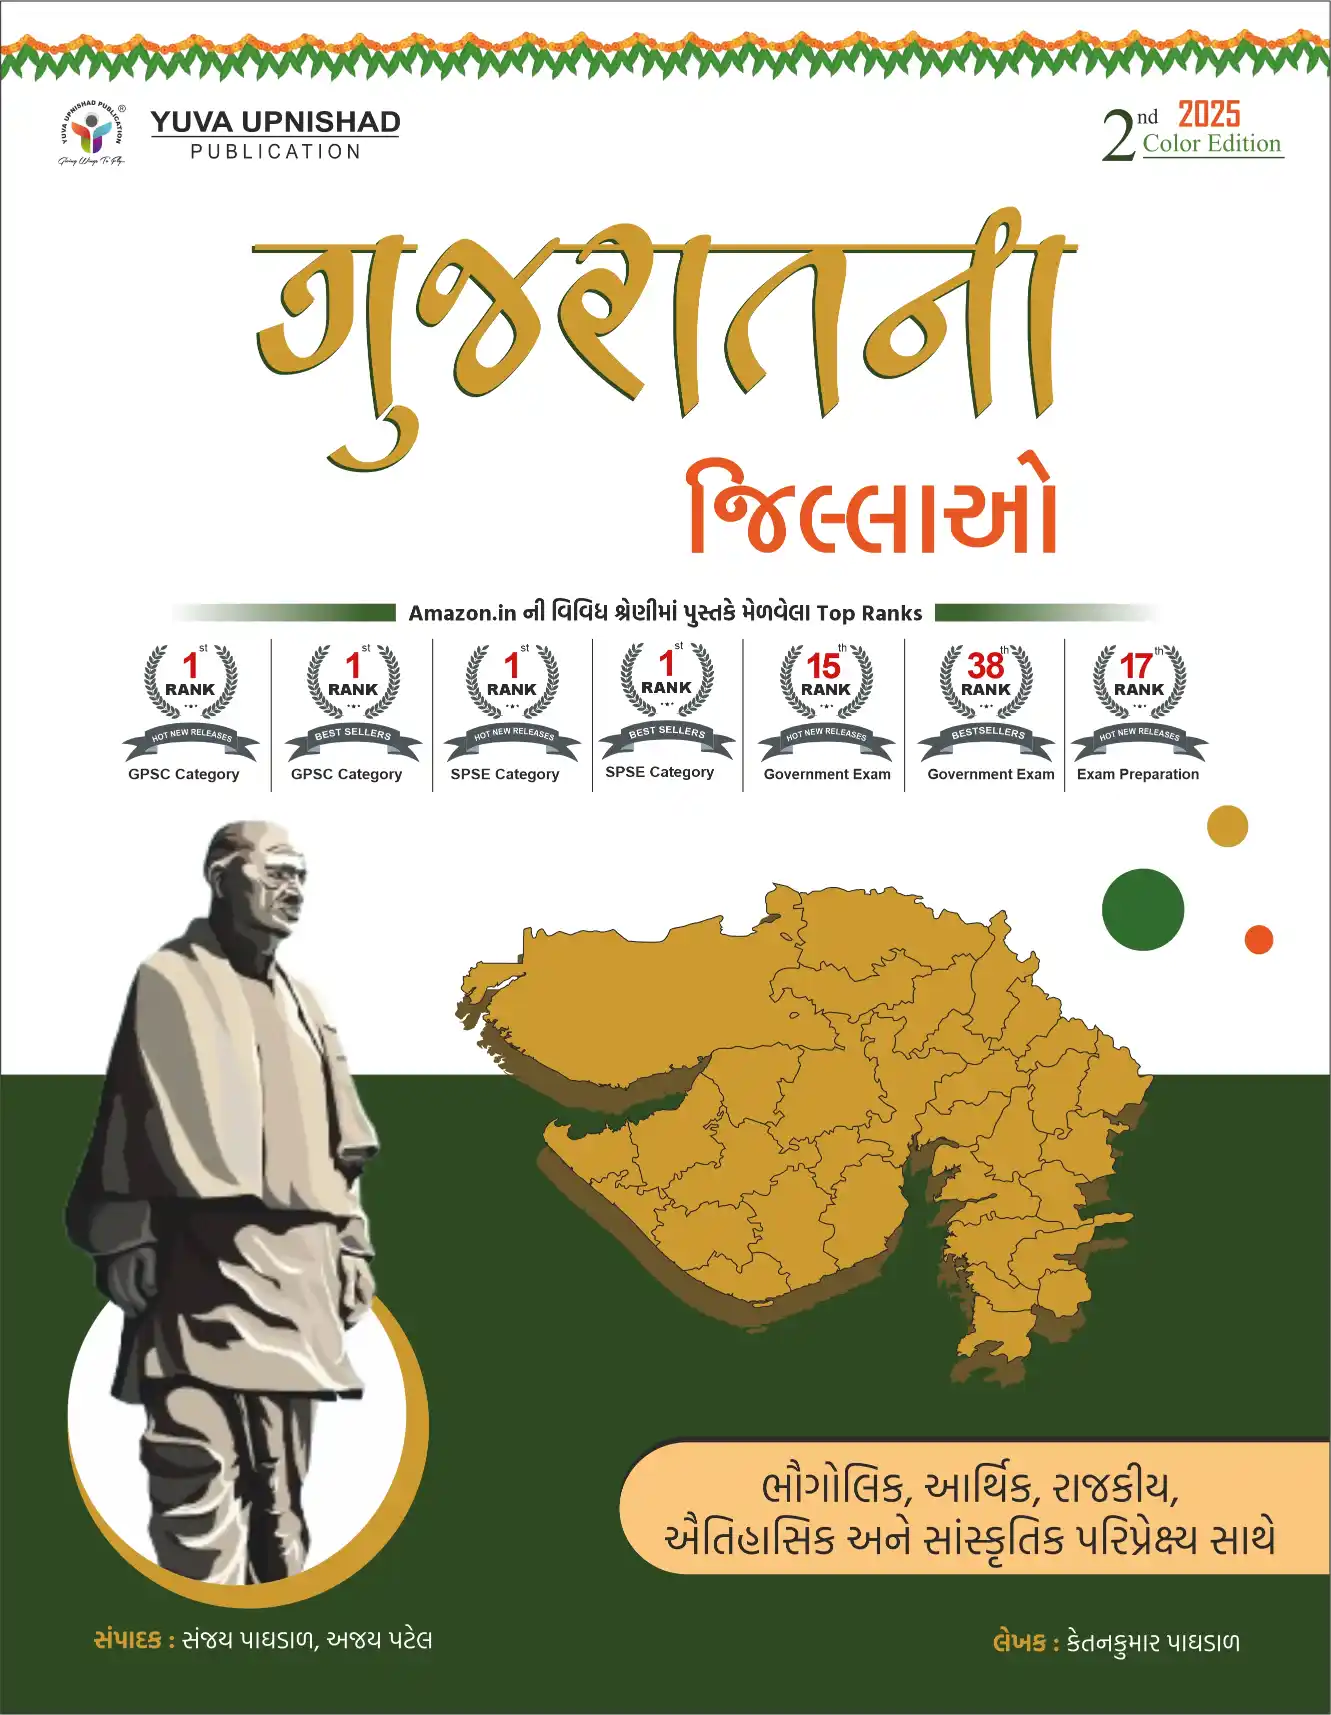 YUVA UPNISHAD PUBLICATION
®
Giving Wings To Fly...
YUVA UPNISHAD
PUBLICATION
2nd 2025
Color Edition
ગુજરાતના
જિલ્લાઓ
Amazon.in ની વિવિધ શ્રેણીમાં પુસ્તકે મેળવેલા Top Ranks
1st RANK HOT NEW RELEASES GPSC Category
1st RANK BEST SELLERS GPSC Category
1st RANK HOT NEW RELEASES SPSE Category
1st RANK BEST SELLERS SPSE Category
15th RANK HOT NEW RELEASES Government Exam
38th RANK BESTSELLERS Government Exam
17th RANK HOT NEW RELEASES Exam Preparation
ભૌગોલિક, આર્થિક, રાજકીય,
ઐતિહાસિક અને સાંસ્કૃતિક પરિપ્રેક્ષ્ય સાથે
સંપાદક : સંજય પાઘડાળ, અજય પટેલ
લેખક : કેતનકુમાર પાઘડાળ